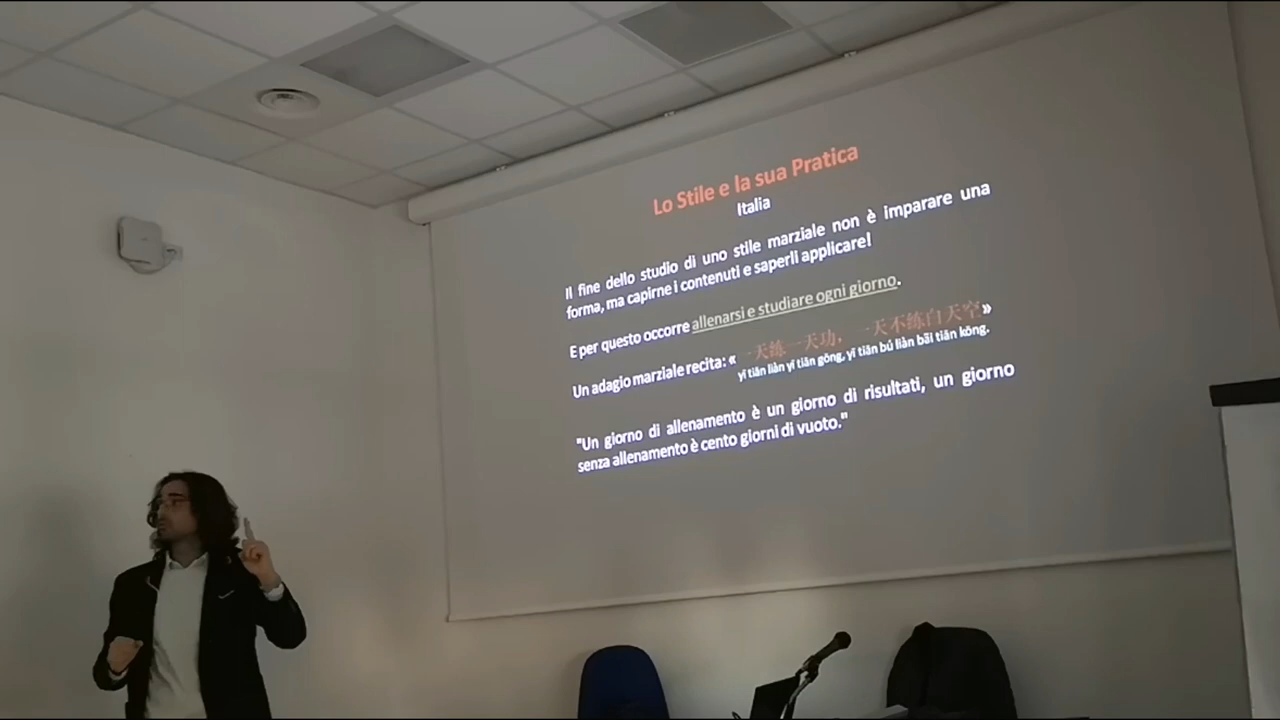 Lo Stile e la sua Pratica
Italia
Il fine dello studio di uno stile marziale non è imparare una
forma, ma capirne i contenuti e saperli applicare!
E per questo occorre allenarsi e studiare ogni giorno.
Un adagio marziale recita: « 一天练一天功, 一天不练白天空»
yī tiān liàn yī tiān gōng, yī tiān bú liàn bǎi tiān kōng.
"Un giorno di allenamento è un giorno di risultati, un giorno
senza allenamento è cento giorni di vuoto."